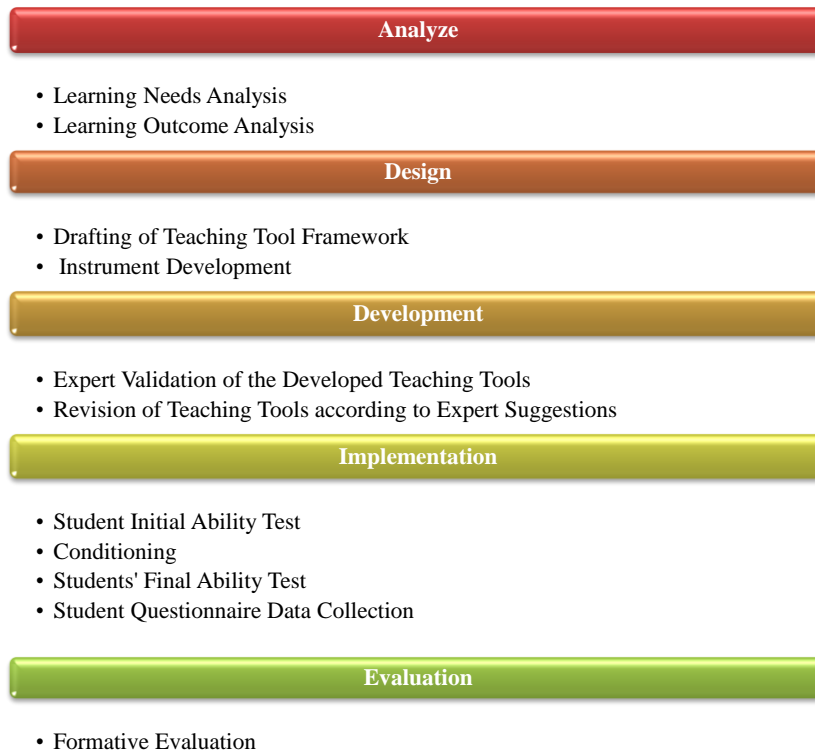 Analyze
• Learning Needs Analysis
• Learning Outcome Analysis
Design
• Drafting of Teaching Tool Framework
• Instrument Development
Development
• Expert Validation of the Developed Teaching Tools
• Revision of Teaching Tools according to Expert Suggestions
Implementation
• Student Initial Ability Test
• Conditioning
• Students' Final Ability Test
• Student Questionnaire Data Collection
Evaluation
• Formative Evaluation